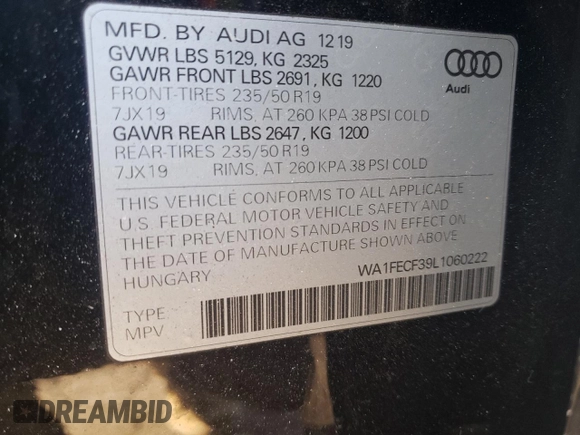 MFD. BY AUDI AG 12 19
GVWR LBS 5129, KG 2325
GAWR FRONT LBS 2691, KG 1220
FRONT-TIRES 235/50 R19
7JX19 RIMS, AT 260 KPA 38 PSI COLD
GAWR REAR LBS 2647, KG 1200
REAR-TIRES 235/50 R19
7JX19 RIMS, AT 260 KPA 38 PSI COLD
Audi
THIS VEHICLE CONFORMS TO ALL APPLICABLE
U.S. FEDERAL MOTOR VEHICLE SAFETY AND
THEFT PREVENTION STANDARDS IN EFFECT ON
THE DATE OF MANUFACTURE SHOWN ABOVE
HUNGARY
WA1FECF39L1060222
TYPE
MPV
DREAMBID